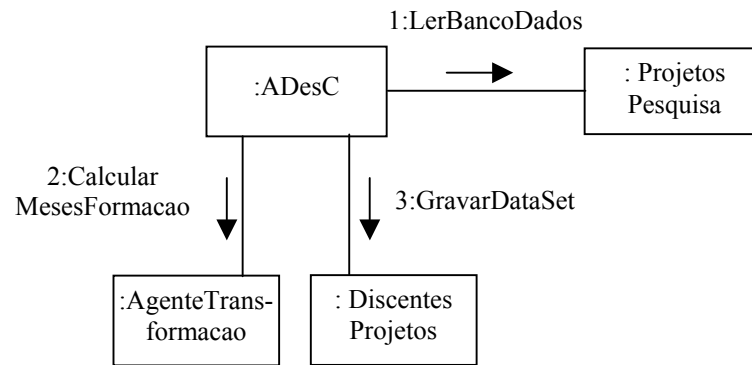 1:LerBancoDados
:ADesC
: Projetos
Pesquisa
2:Calcular
MesesFormacao
3:GravarDataSet
:AgenteTrans-
formacao
: Discentes
Projetos